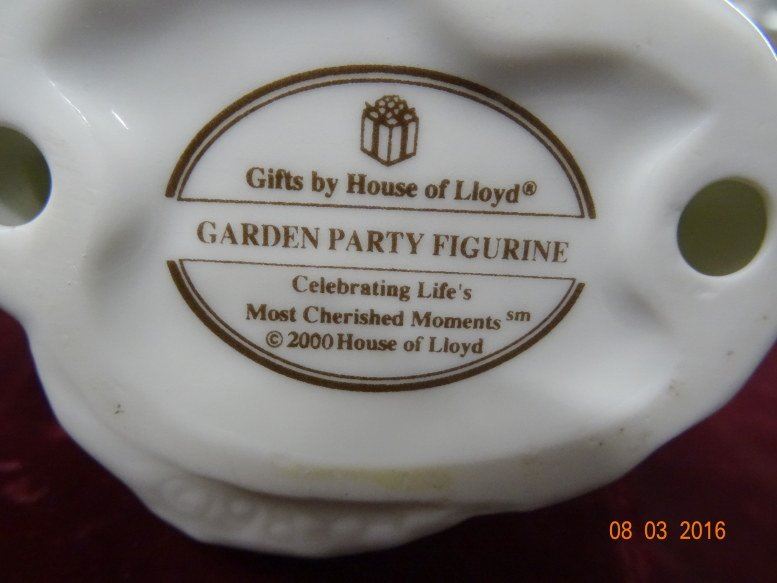 Gifts by House of Lloyd®
GARDEN PARTY FIGURINE
Celebrating Life's
Most Cherished Moments sm
© 2000 House of Lloyd
08 03 2016